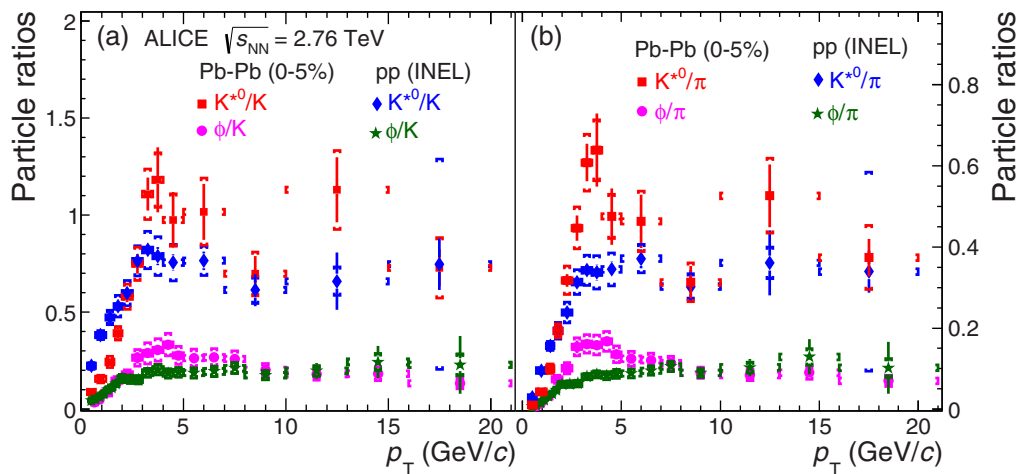 (a) ALICE √sNN = 2.76 TeV
Pb-Pb (0-5%) pp (INEL)
K*0/K K*0/K
ϕ/K ϕ/K
Particle ratios
2
1.5
1
0.5
0
0 5 10 15 20
pT (GeV/c)
(b)
Pb-Pb (0-5%) pp (INEL)
K*0/π K*0/π
ϕ/π ϕ/π
Particle ratios
0.8
0.6
0.4
0.2
0
0 5 10 15 20
pT (GeV/c)